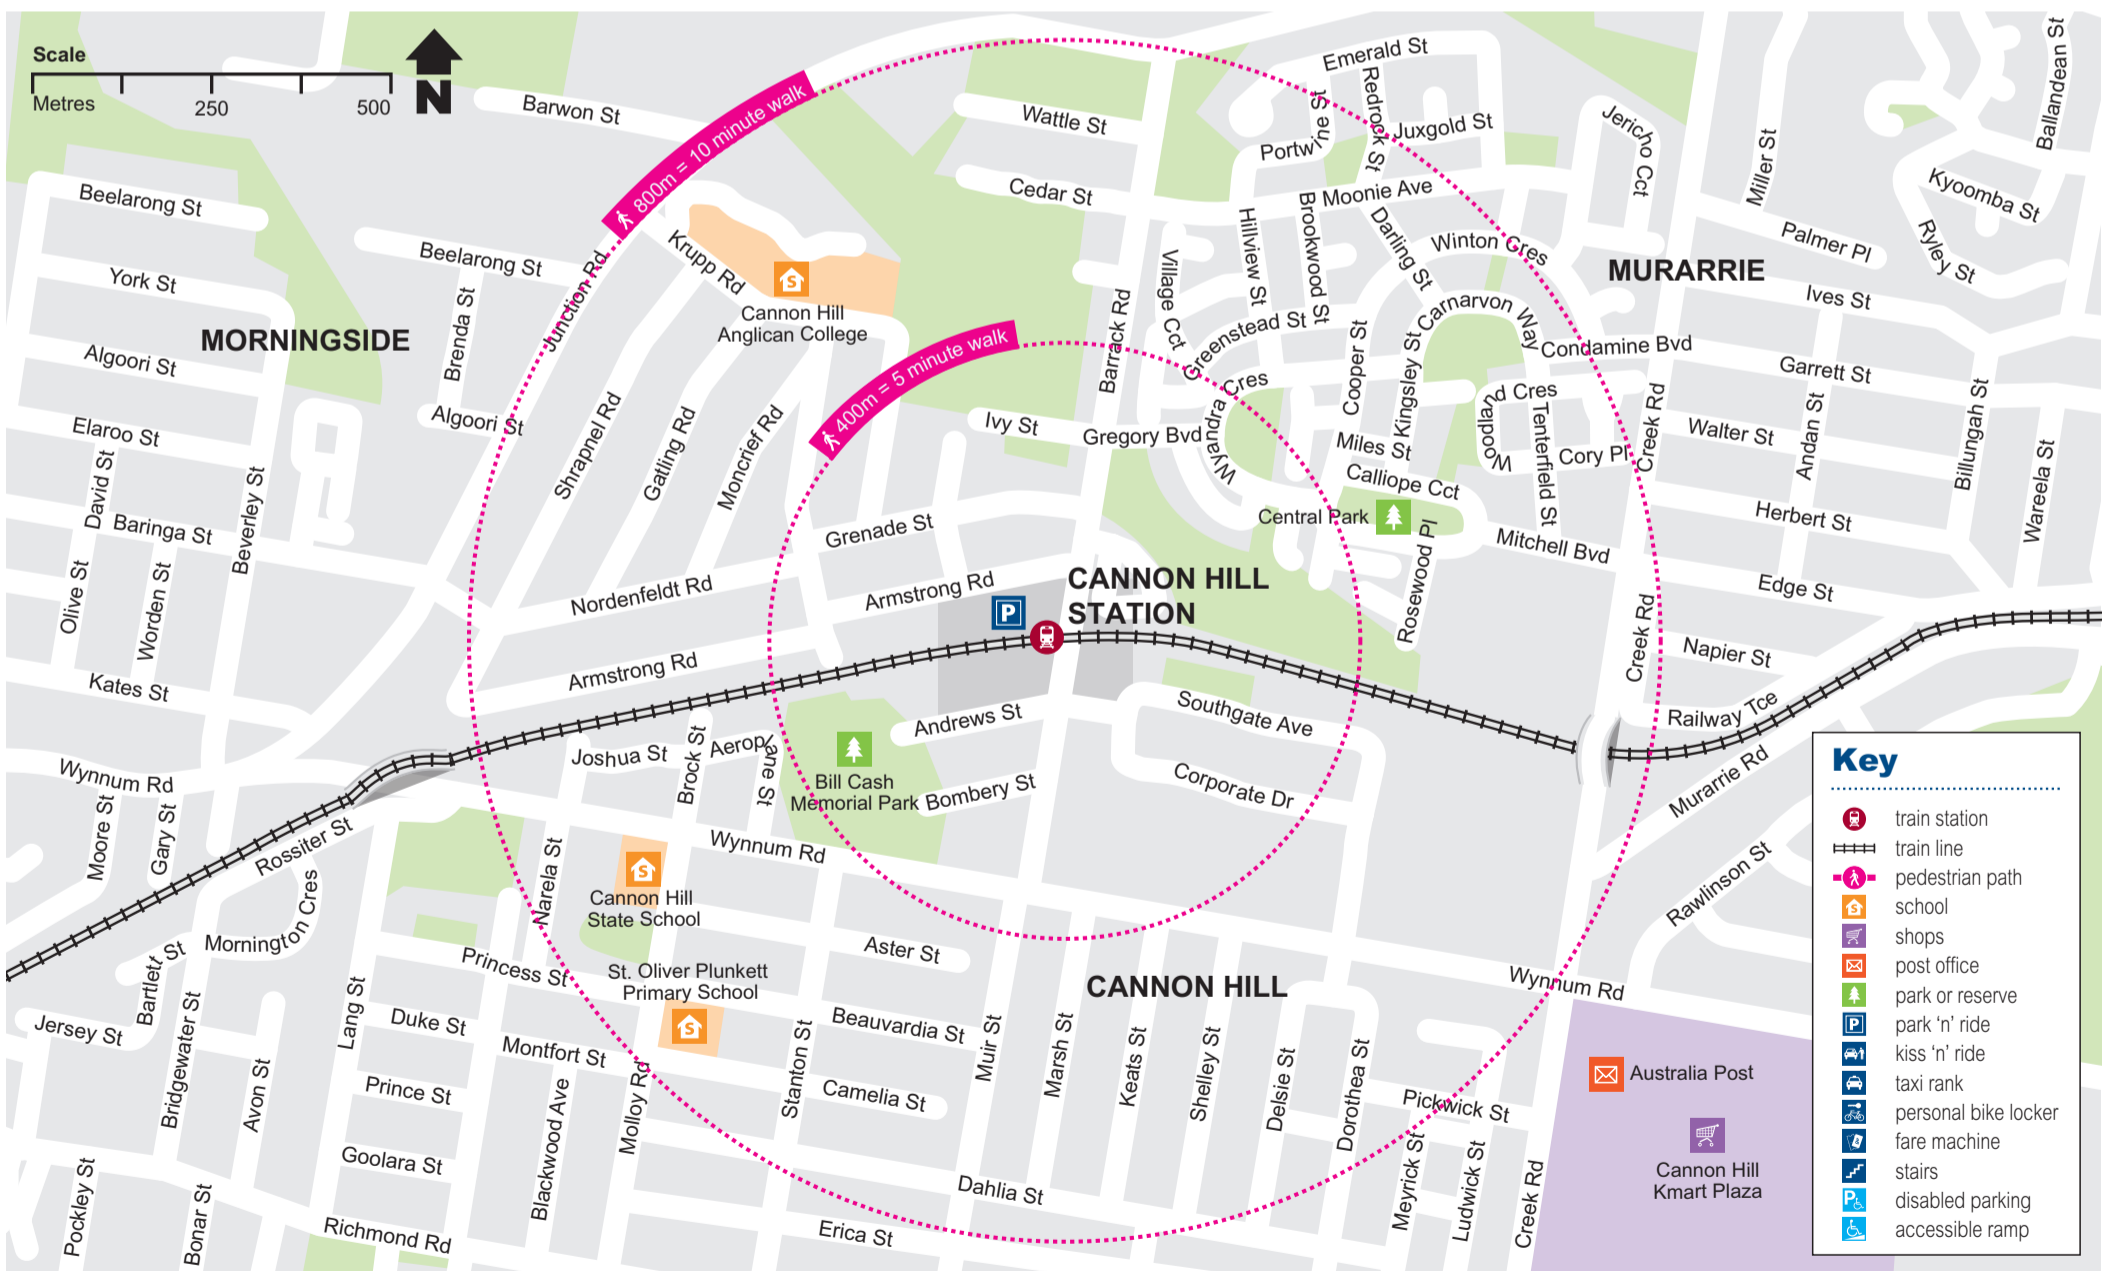 Scale
Metres
250
500
N
800m = 10 minute walk
400m = 5 minute walk
Barwon St
Wattle St
Cedar St
Emerald St
Redrock St
Portwine St
Juxgold St
Jericho Cct
Miller St
Ballandean St
Kyoomba St
Ryley St
Palmer Pl
Moonie Ave
Hillview St
Brookwood St
Darling St
Winton Cres
MURARRIE
Ives St
Beelarong St
York St
Beelarong St
Brenda St
Junction Rd
Krupp Rd
Cannon Hill
Anglican College
MORNINGSIDE
Algoori St
Algoori St
Elaroo St
David St
Baringa St
Beverley St
Olive St
Worden St
Kates St
Shrapnel Rd
Gatling Rd
Moncrief Rd
Barrack Rd
Village Cct
Greenstead St
Wyandra Cres
Cooper St
Kingsley St
Carnarvon Way
Condamine Bvd
Garrett St
Woodland Cres
Tenterfield St
Cory Pl
Creek Rd
Walter St
Andan St
Billungah St
Wareela St
Ivy St
Gregory Bvd
Miles St
Calliope Cct
Central Park
Rosewood Pl
Mitchell Bvd
Herbert St
Edge St
Grenade St
Nordenfeldt Rd
Armstrong Rd
Armstrong Rd
CANNON HILL
STATION
P
Creek Rd
Napier St
Railway Tce
Murarrie Rd
Rawlinson St
Southgate Ave
Corporate Dr
Andrews St
Bombery St
Bill Cash
Memorial Park
Joshua St
Brock St
Aeroplane St
Wynnum Rd
Moore St
Gary St
Rossiter St
Mornington Cres
Bartlett St
Jersey St
Bridgewater St
Avon St
Lang St
Narela St
Wynnum Rd
Cannon Hill
State School
St. Oliver Plunkett
Primary School
Princess St
Duke St
Montfort St
Prince St
Goolara St
Blackwood Ave
Molloy Rd
Richmond Rd
Pockley St
Bonar St
Aster St
Beauvardia St
Camelia St
Stanton St
Muir St
Marsh St
Keats St
Shelley St
Delsie St
Dorothea St
CANNON HILL
Dahlia St
Erica St
Pickwick St
Meyrick St
Ludwick St
Creek Rd
Wynnum Rd
Australia Post
Cannon Hill
Kmart Plaza
Key
train station
train line
pedestrian path
school
shops
post office
park or reserve
park ‘n’ ride
kiss ‘n’ ride
taxi rank
personal bike locker
fare machine
stairs
disabled parking
accessible ramp